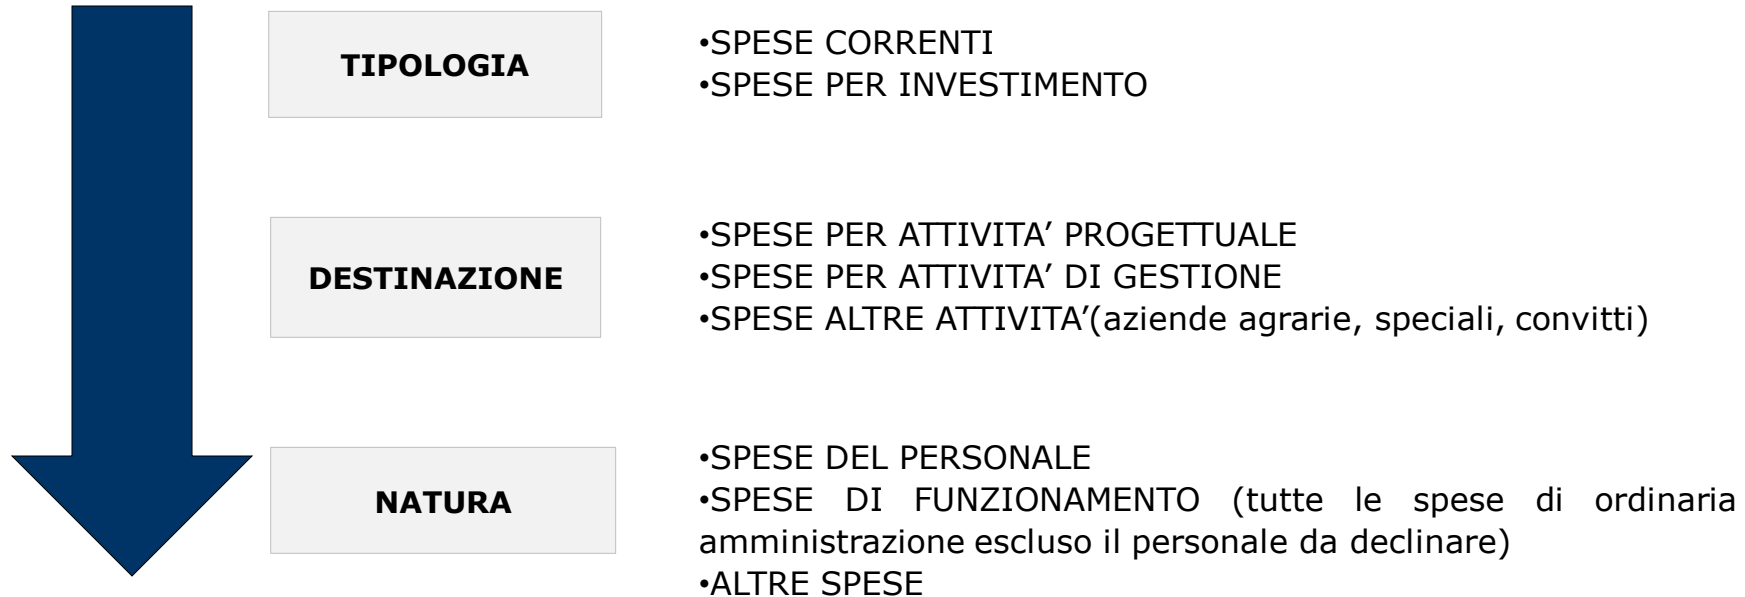 TIPOLOGIA
•SPESE CORRENTI
•SPESE PER INVESTIMENTO
DESTINAZIONE
•SPESE PER ATTIVITA’ PROGETTUALE
•SPESE PER ATTIVITA’ DI GESTIONE
•SPESE ALTRE ATTIVITA’(aziende agrarie, speciali, convitti)
NATURA
•SPESE DEL PERSONALE
•SPESE DI FUNZIONAMENTO (tutte le spese di ordinaria
amministrazione escluso il personale da declinare)
•ALTRE SPESE